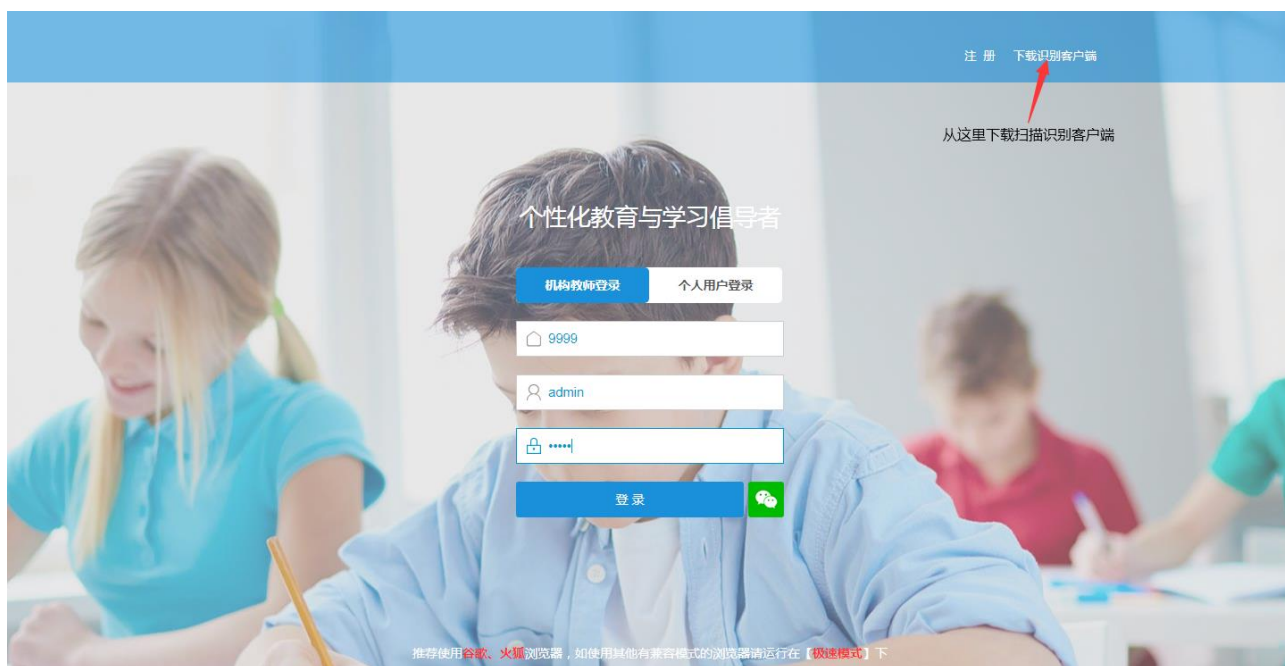 注 册 下载识别客户端
从这里下载扫描识别客户端
个性化教育与学习倡导者
机构教师登录 个人用户登录
9999
admin
•••••
登 录
推荐使用谷歌、火狐浏览器，如使用其他有兼容模式的浏览器请运行在【极速模式】下